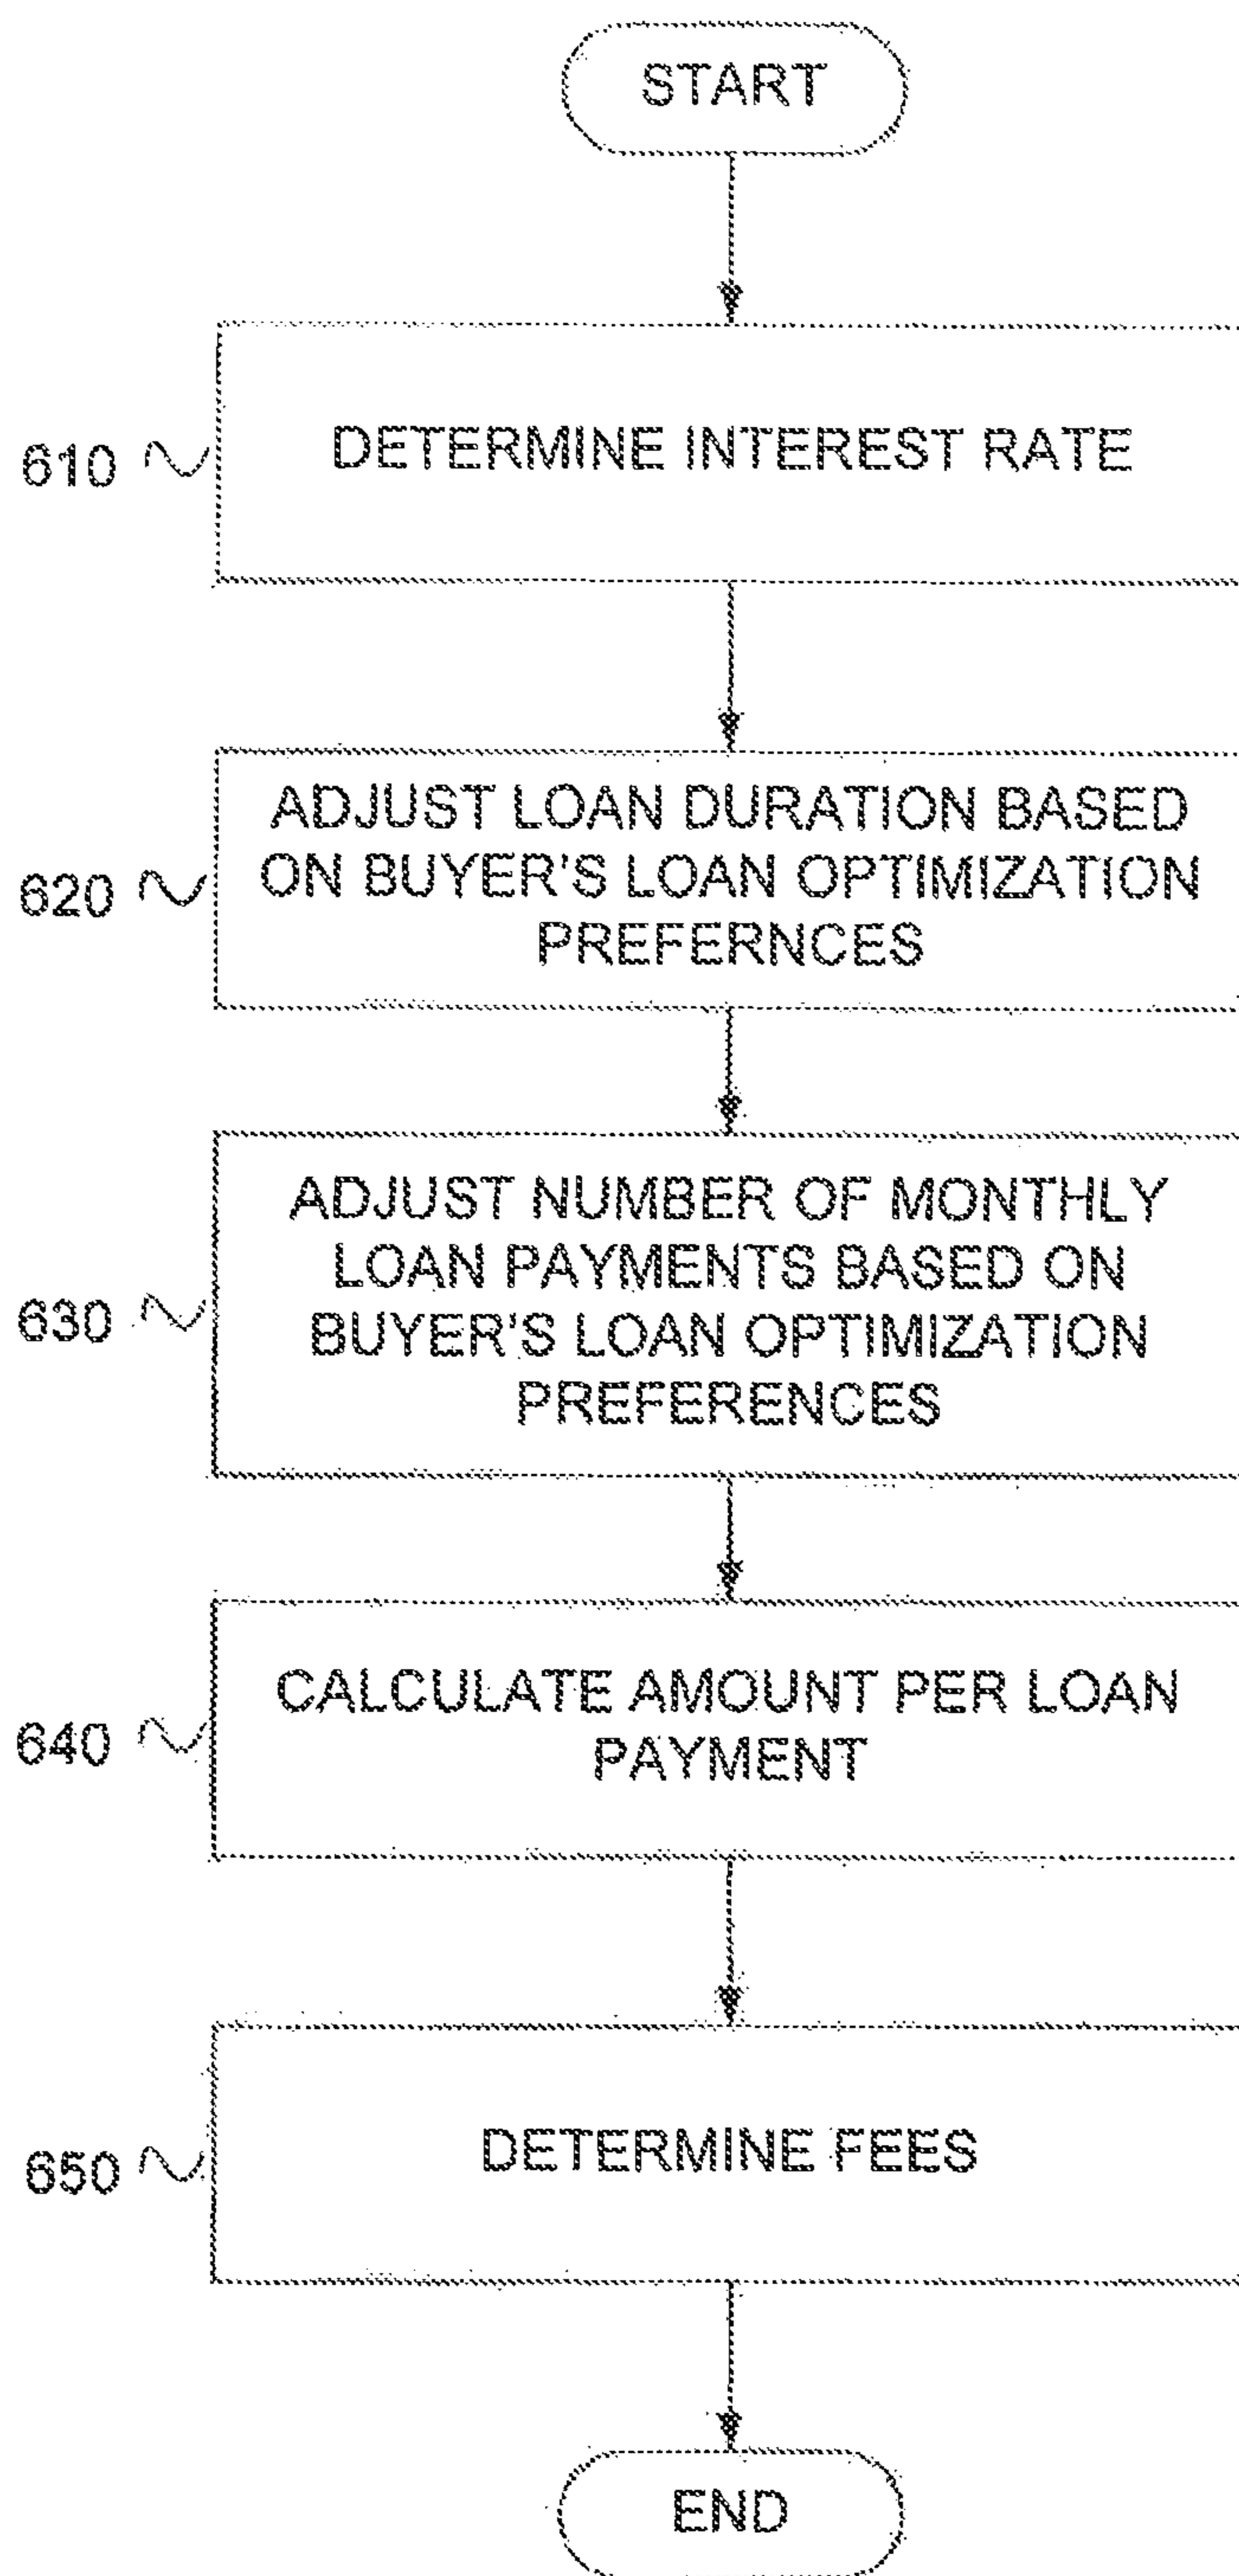 START
610
DETERMINE INTEREST RATE
620
ADJUST LOAN DURATION BASED
ON BUYER'S LOAN OPTIMIZATION
PREFERNCES
630
ADJUST NUMBER OF MONTHLY
LOAN PAYMENTS BASED ON
BUYER'S LOAN OPTIMIZATION
PREFERENCES
640
CALCULATE AMOUNT PER LOAN
PAYMENT
650
DETERMINE FEES
END